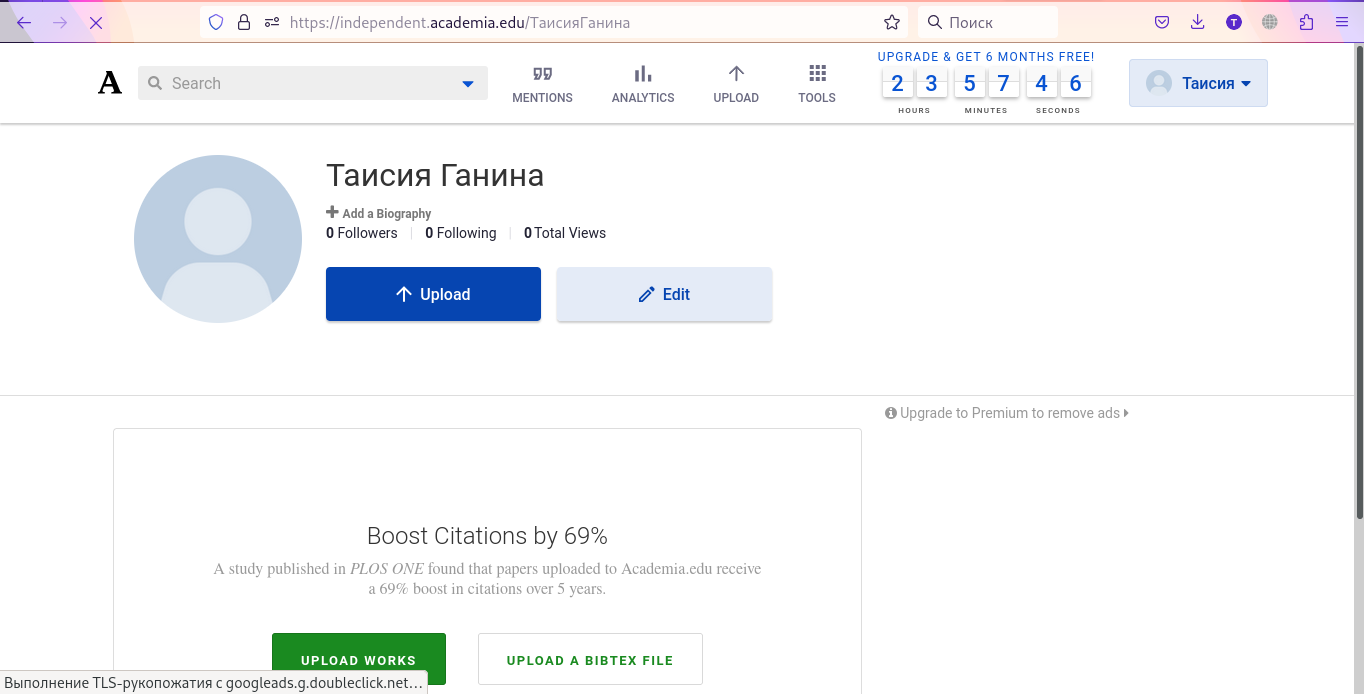 https://independent.academia.edu/ТаисияГанина
Поиск
T
A
Search
MENTIONS
ANALYTICS
UPLOAD
TOOLS
UPGRADE & GET 6 MONTHS FREE!
2 3 5 7 4 6
HOURS MINUTES SECONDS
Таисия
Таисия Ганина
Add a Biography
0 Followers 0 Following 0 Total Views
Upload
Edit
Upgrade to Premium to remove ads
Boost Citations by 69%
A study published in PLOS ONE found that papers uploaded to Academia.edu receive
a 69% boost in citations over 5 years.
UPLOAD WORKS
UPLOAD A BIBTEX FILE
Выполнение TLS-рукопожатия с googleads.g.doubleclick.net…